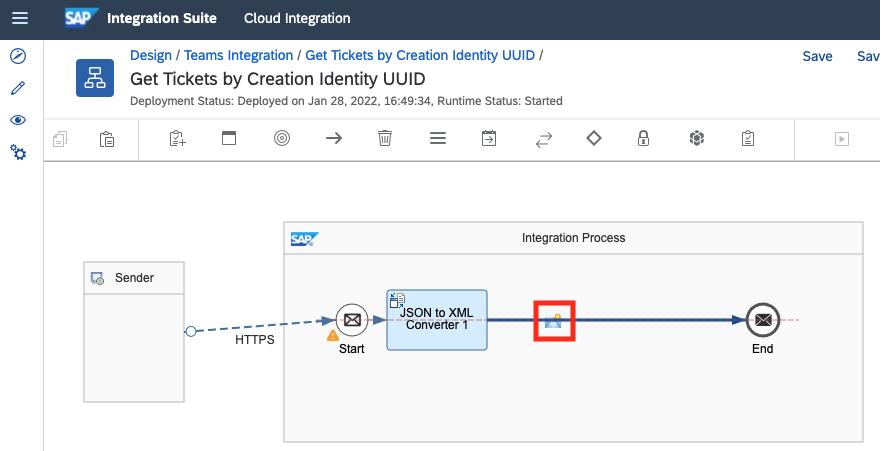 SAP Integration Suite Cloud Integration
Design / Teams Integration / Get Tickets by Creation Identity UUID /
Save Sav
Get Tickets by Creation Identity UUID
Deployment Status: Deployed on Jan 28, 2022, 16:49:34, Runtime Status: Started
SAP Integration Process
Sender
JSON to XML
Converter 1
HTTPS
Start
End